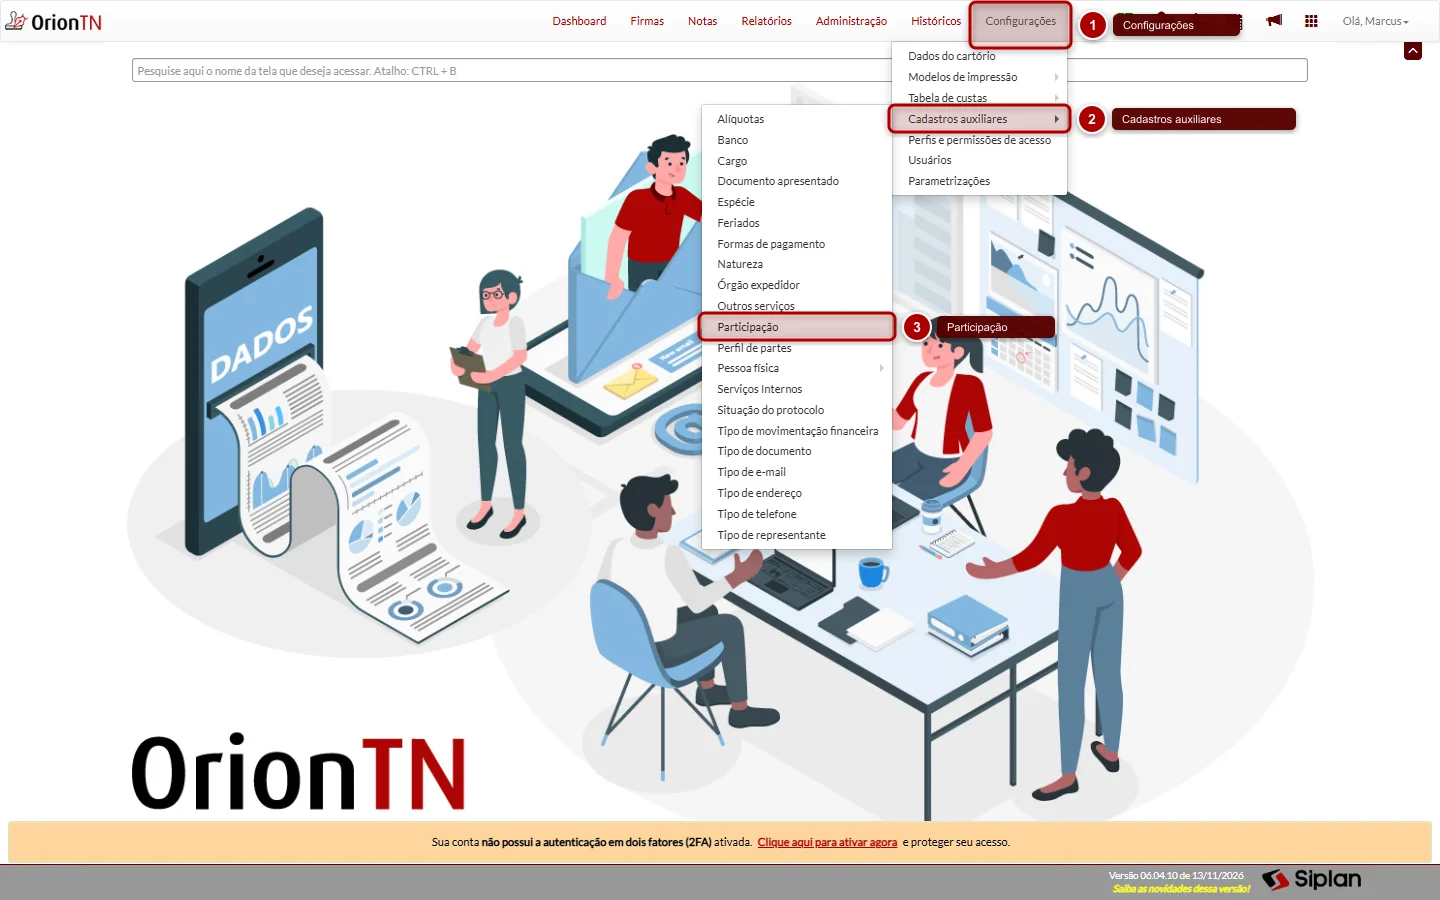 OrionTN
Dashboard
Firmas
Notas
Relatórios
Administração
Históricos
Configurações
1
Configurações
Olá, Marcus
Pesquise aqui o nome da tela que deseja acessar. Atalho: CTRL + B
Dados do cartório
Modelos de impressão
Tabela de custas
Cadastros auxiliares
2
Cadastros auxiliares
Perfis e permissões de acesso
Usuários
Parametrizações
Alíquotas
Banco
Cargo
Documento apresentado
Espécie
Feriados
Formas de pagamento
Natureza
Órgão expedidor
Outros serviços
Participação
3
Participação
Perfil de partes
Pessoa física
Serviços Internos
Situação do protocolo
Tipo de movimentação financeira
Tipo de documento
Tipo de e-mail
Tipo de endereço
Tipo de telefone
Tipo de representante
DADOS
New email
OrionTN
Sua conta não possui a autenticação em dois fatores (2FA) ativada. Clique aqui para ativar agora e proteger seu acesso.
Versão 06.04.10 de 13/11/2026
Saiba as novidades dessa versão!
Siplan